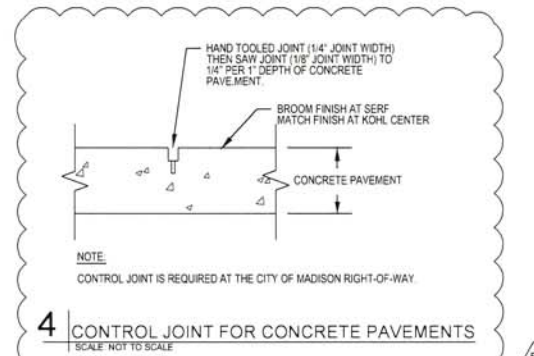 HAND TOOLED JOINT (1/4" JOINT WIDTH)
THEN SAW JOINT (1/8" JOINT WIDTH) TO
1/4" PER 1" DEPTH OF CONCRETE
PAVE.MENT.
BROOM FINISH AT SERF
MATCH FINISH AT KOHL CENTER
CONCRETE PAVEMENT
NOTE:
CONTROL JOINT IS REQUIRED AT THE CITY OF MADISON RIGHT-OF-WAY.
4 CONTROL JOINT FOR CONCRETE PAVEMENTS
SCALE: NOT TO SCALE